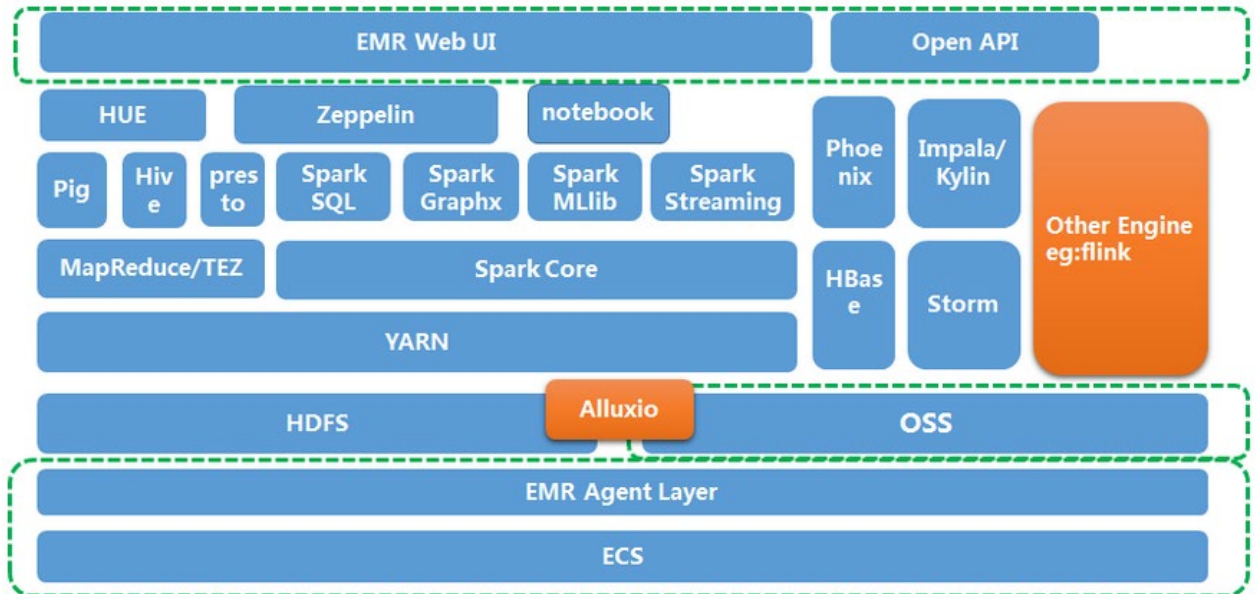 EMR Web UI
Open API
HUE
Zeppelin
notebook
Phoe
nix
Impala/
Kylin
Other Engine
eg:flink
Pig
Hiv
e
pres
to
Spark
SQL
Spark
Graphx
Spark
MLlib
Spark
Streaming
MapReduce/TEZ
Spark Core
HBas
e
Storm
YARN
HDFS
Alluxio
OSS
EMR Agent Layer
ECS